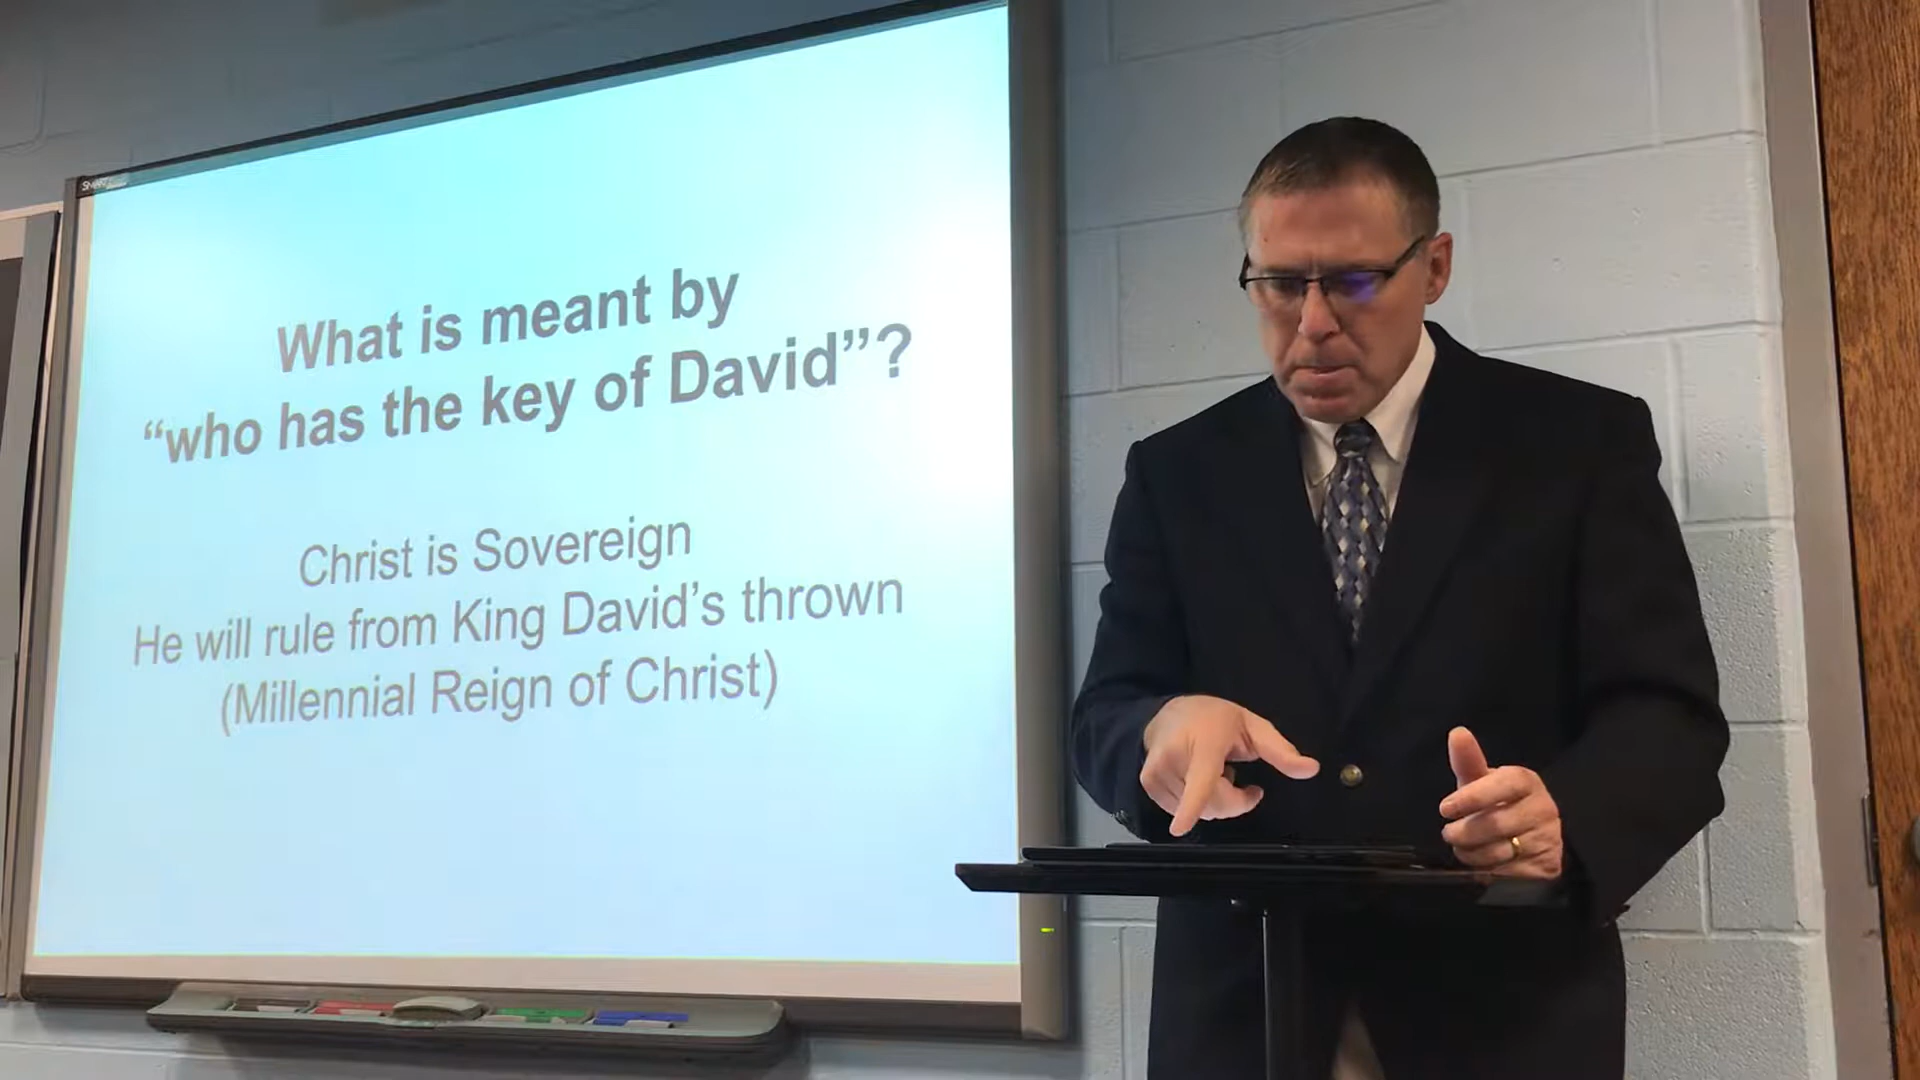 SMART
What is meant by
“who has the key of David”?
Christ is Sovereign
He will rule from King David’s thrown
(Millennial Reign of Christ)